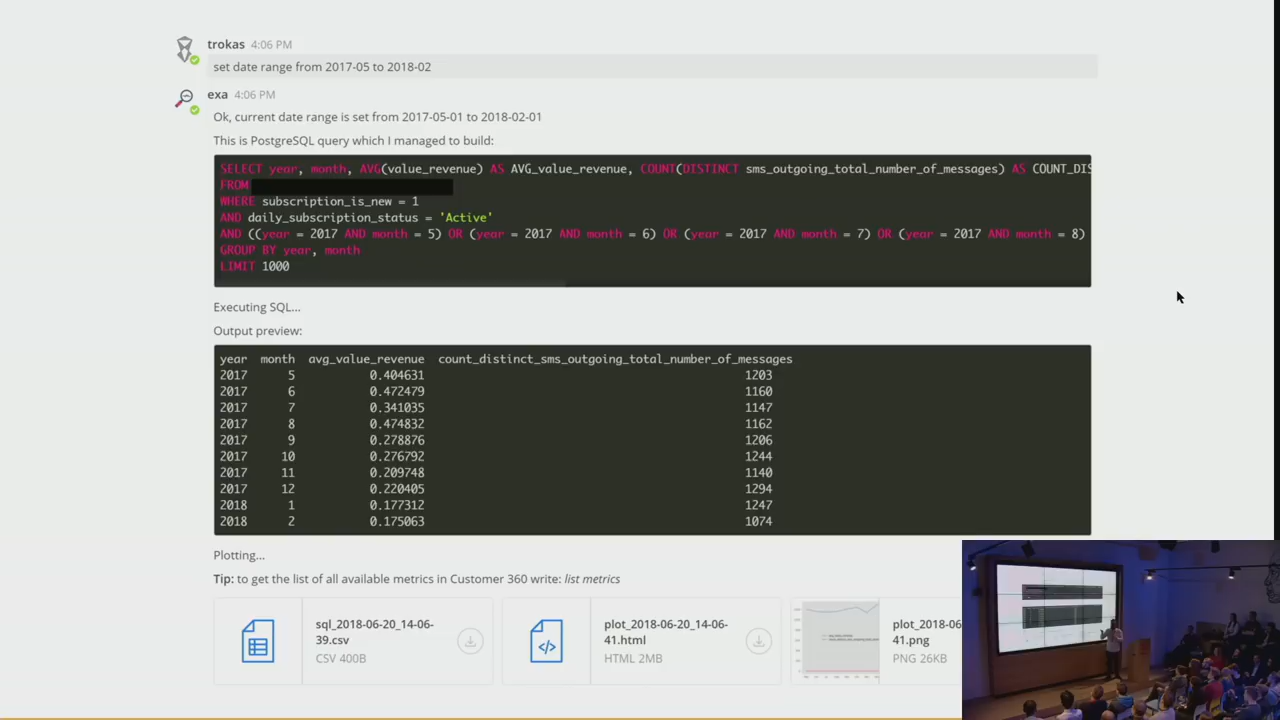 trokas 4:06 PM
set date range from 2017-05 to 2018-02
exa 4:06 PM
Ok, current date range is set from 2017-05-01 to 2018-02-01
This is PostgreSQL query which I managed to build:
SELECT year, month, AVG(value_revenue) AS AVG_value_revenue, COUNT(DISTINCT sms_outgoing_total_number_of_messages) AS COUNT_DIS
FROM
WHERE subscription_is_new = 1
AND daily_subscription_status = 'Active'
AND ((year = 2017 AND month = 5) OR (year = 2017 AND month = 6) OR (year = 2017 AND month = 7) OR (year = 2017 AND month = 8)
GROUP BY year, month
LIMIT 1000
Executing SQL...
Output preview:
year month avg_value_revenue count_distinct_sms_outgoing_total_number_of_messages
2017 5 0.404631 1203
2017 6 0.472479 1160
2017 7 0.341035 1147
2017 8 0.474832 1162
2017 9 0.278876 1206
2017 10 0.276792 1244
2017 11 0.209748 1140
2017 12 0.220405 1294
2018 1 0.177312 1247
2018 2 0.175063 1074
Plotting...
Tip: to get the list of all available metrics in Customer 360 write: list metrics
sql_2018-06-20_14-06-
39.csv
CSV 400B
plot_2018-06-20_14-06-
41.html
HTML 2MB
plot_2018-06-20_14-06-
41.png
PNG 26KB